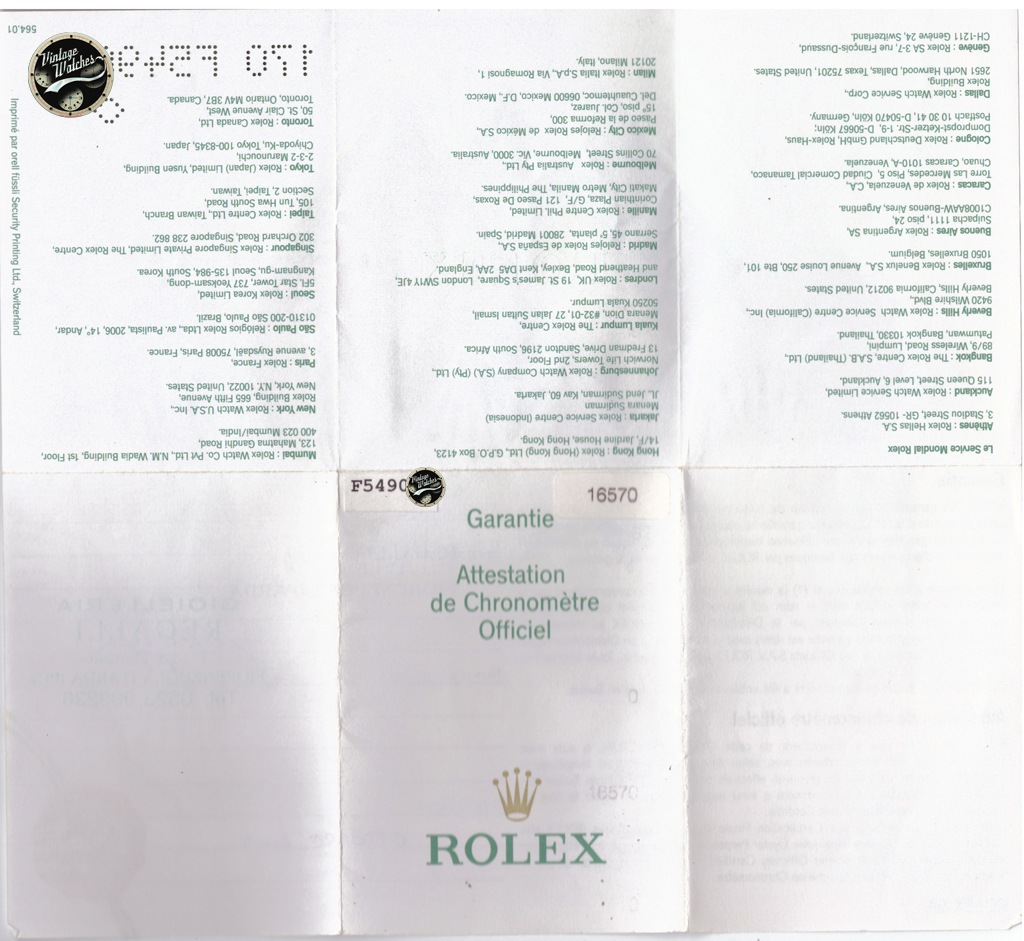 Le Service Mondial Rolex
Athènes : Rolex Hellas S.A.
3, Stadiou Street, GR- 10562 Athens.
Auckland : Rolex Watch Service Limited,
115 Queen Street, Level 6, Auckland.
Bangkok : The Rolex Centre, S.A.B. (Thailand) Ltd.,
89/9, Wireless Road, Lumpini,
Patumwan, Bangkok 10330, Thailand.
Beverly Hills : Rolex Watch Service Centre (California) Inc.,
9420 Wilshire Blvd.,
Beverly Hills, California 90212, United States.
Bruxelles : Rolex Benelux S.A., Avenue Louise 250, Bte 101,
1050 Bruxelles, Belgium.
Buenos Aires : Rolex Argentina SA,
Suipacha 1111, piso 24,
C1008AAW-Buenos Aires, Argentina.
Caracas : Rolex de Venezuela, C.A.,
Torre Las Mercedes, Piso 5, Ciudad Comercial Tamanaco,
Chuao, Caracas 1010-A, Venezuela.
Cologne : Rolex Deutschland GmbH, Rolex-Haus,
Dompropst-Ketzer-Str. 1-9, D-50667 Köln;
Postfach 10 30 41, D-50470 Köln, Germany.
Dallas : Rolex Watch Service Corp.,
Rolex Building,
2651 North Harwood, Dallas, Texas 75201, United States.
Genève : Rolex SA 3-7, rue François-Dussaud,
CH-1211 Genève 24, Switzerland.
Hong Kong : Rolex (Hong Kong) Ltd., G.P.O. Box 4123,
14/F, Jardine House, Hong Kong.
Jakarta : Rolex Service Centre (Indonesia)
Menara Sudirman
JL. Jend Sudirman, Kav 60, Jakarta.
Johannesburg : Rolex Watch Company (S.A.) (Pty) Ltd.,
Norwich Life Towers, 2nd Floor,
13 Fredman Drive, Sandton 2196, South Africa.
Kuala Lumpur : The Rolex Centre,
Menara Dion, #32-01, 27 Jalan Sultan Ismail,
50250 Kuala Lumpur.
Londres : Rolex UK, 19 St. James's Square, London SW1Y 4JE,
and Heathend Road, Bexley, Kent DA5 2AA, England.
Madrid : Relojes Rolex de España S.A.,
Serrano 45, 5ª planta, 28001 Madrid, Spain.
Manille : Rolex Centre Phil. Limited,
Corinthian Plaza, G/F, 121 Paseo De Roxas,
Makati City, Metro Manila, The Philippines.
Melbourne : Rolex Australia Pty Ltd.,
70 Collins Street, Melbourne, Vic. 3000, Australia.
Mexico City : Relojes Rolex de México S.A.,
Paseo de la Reforma 300,
15° piso, Col. Juarez,
Del. Cuauhtemoc, 06600 Mexico, D.F., Mexico.
Milan : Rolex Italia S.p.A., Via Romagnosi 1,
20121 Milano, Italy.
Mumbai : Rolex Watch Co. Pvt Ltd., N.M. Wadia Building, 1st Floor,
123, Mahatma Gandhi Road,
400 023 Mumbai/India.
New York : Rolex Watch U.S.A. Inc.,
Rolex Building, 665 Fifth Avenue,
New York, N.Y. 10022, United States.
Paris : Rolex France,
3, avenue Ruysdaël, 75008 Paris, France.
São Paulo : Relogios Rolex Ltda., av. Paulista, 2006, 14°, Andar,
01310-200 São Paulo, Brazil.
Seoul : Rolex Korea Limited,
5Fl. Star Tower, 737 Yeoksam-dong,
Kangnam-gu, Seoul 135-984, South Korea.
Singapour : Rolex Singapore Private Limited, The Rolex Centre,
302 Orchard Road, Singapore 238 862.
Taipei : Rolex Centre Ltd., Taiwan Branch,
105, Tun Hwa South Road,
Section 2, Taipei, Taiwan.
Tokyo : Rolex (Japan) Limited, Yusen Building,
2-3-2 Marunouchi,
Chiyoda-Ku, Tokyo 100-8345, Japan.
Toronto : Rolex Canada Ltd.,
50, St. Clair Avenue West,
Toronto, Ontario M4V 3B7, Canada.
170 F549
Vintage
Watches
564.01
Imprimé par orell füssli Security Printing Ltd., Switzerland
F5490
Vintage
Watches
16570
Garantie
Attestation
de Chronomètre
Officiel
0
16570
ROLEX
0